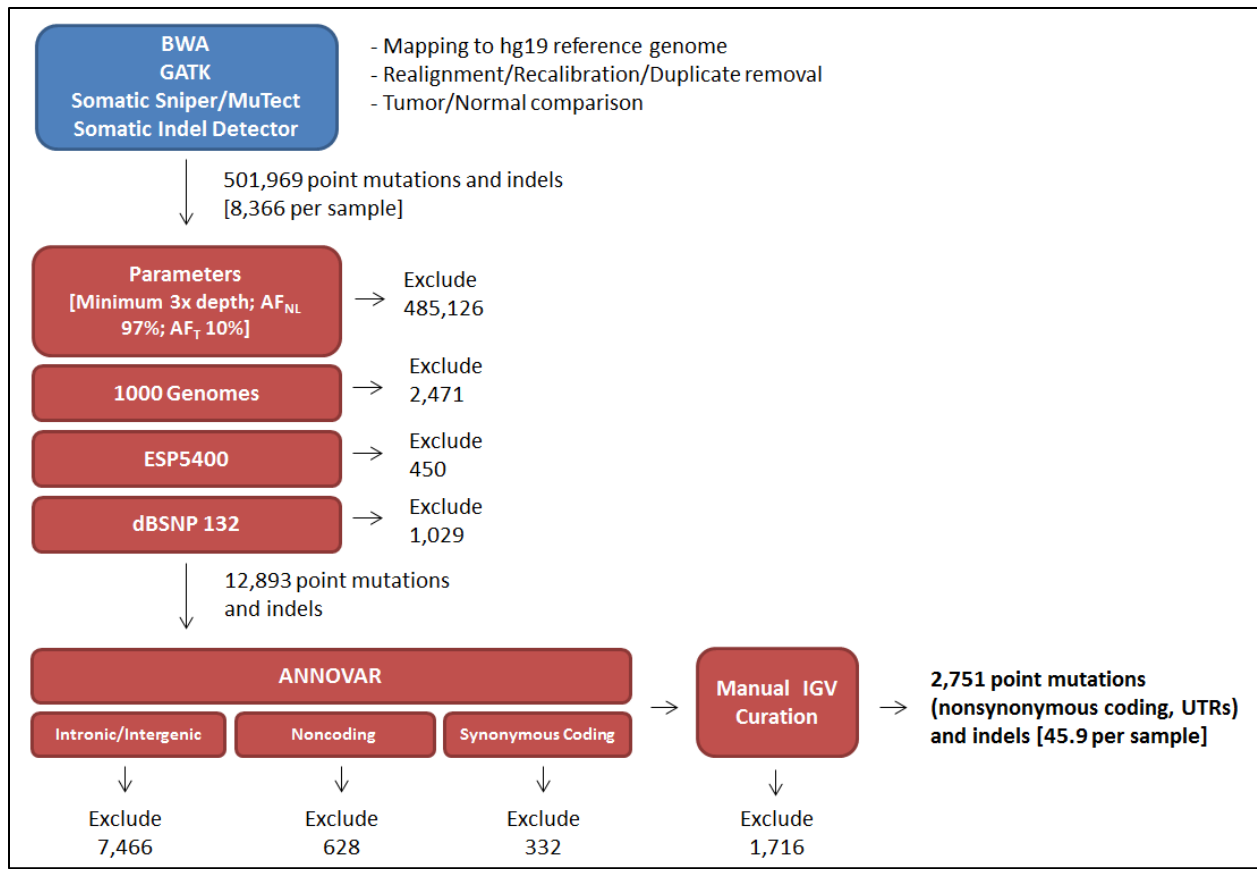 BWA
GATK
Somatic Sniper/MuTect
Somatic Indel Detector
- Mapping to hg19 reference genome
- Realignment/Recalibration/Duplicate removal
- Tumor/Normal comparison
501,969 point mutations and indels
[8,366 per sample]
Parameters
[Minimum 3x depth; AFNL
97%; AFT 10%]
Exclude
485,126
1000 Genomes
Exclude
2,471
ESP5400
Exclude
450
dBSNP 132
Exclude
1,029
12,893 point mutations
and indels
ANNOVAR
Intronic/Intergenic
Noncoding
Synonymous Coding
Manual IGV
Curation
2,751 point mutations
(nonsynonymous coding, UTRs)
and indels [45.9 per sample]
Exclude
7,466
Exclude
628
Exclude
332
Exclude
1,716